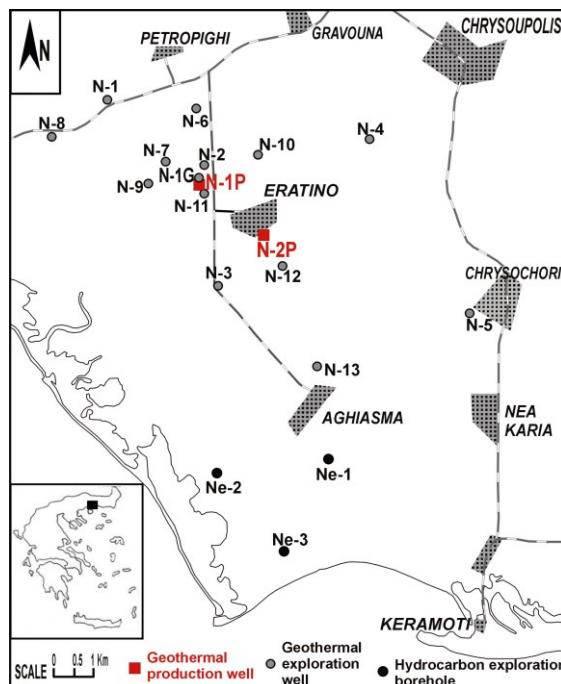 N
PETROPIGHI
GRAVOUNA
CHRYSOUPOLIS
N-1
N-6
N-8
N-4
N-7
N-2
N-10
N-1G
N-1P
N-9
ERATINO
N-11
N-2P
N-3
N-12
CHRYSOCHORI
N-5
N-13
AGHIASMA
NEA
KARIA
Ne-1
Ne-2
Ne-3
KERAMOTI
SCALE
0 0.5 1 Km
Geothermal
production well
Geothermal
exploration
well
Hydrocarbon exploration
borehole